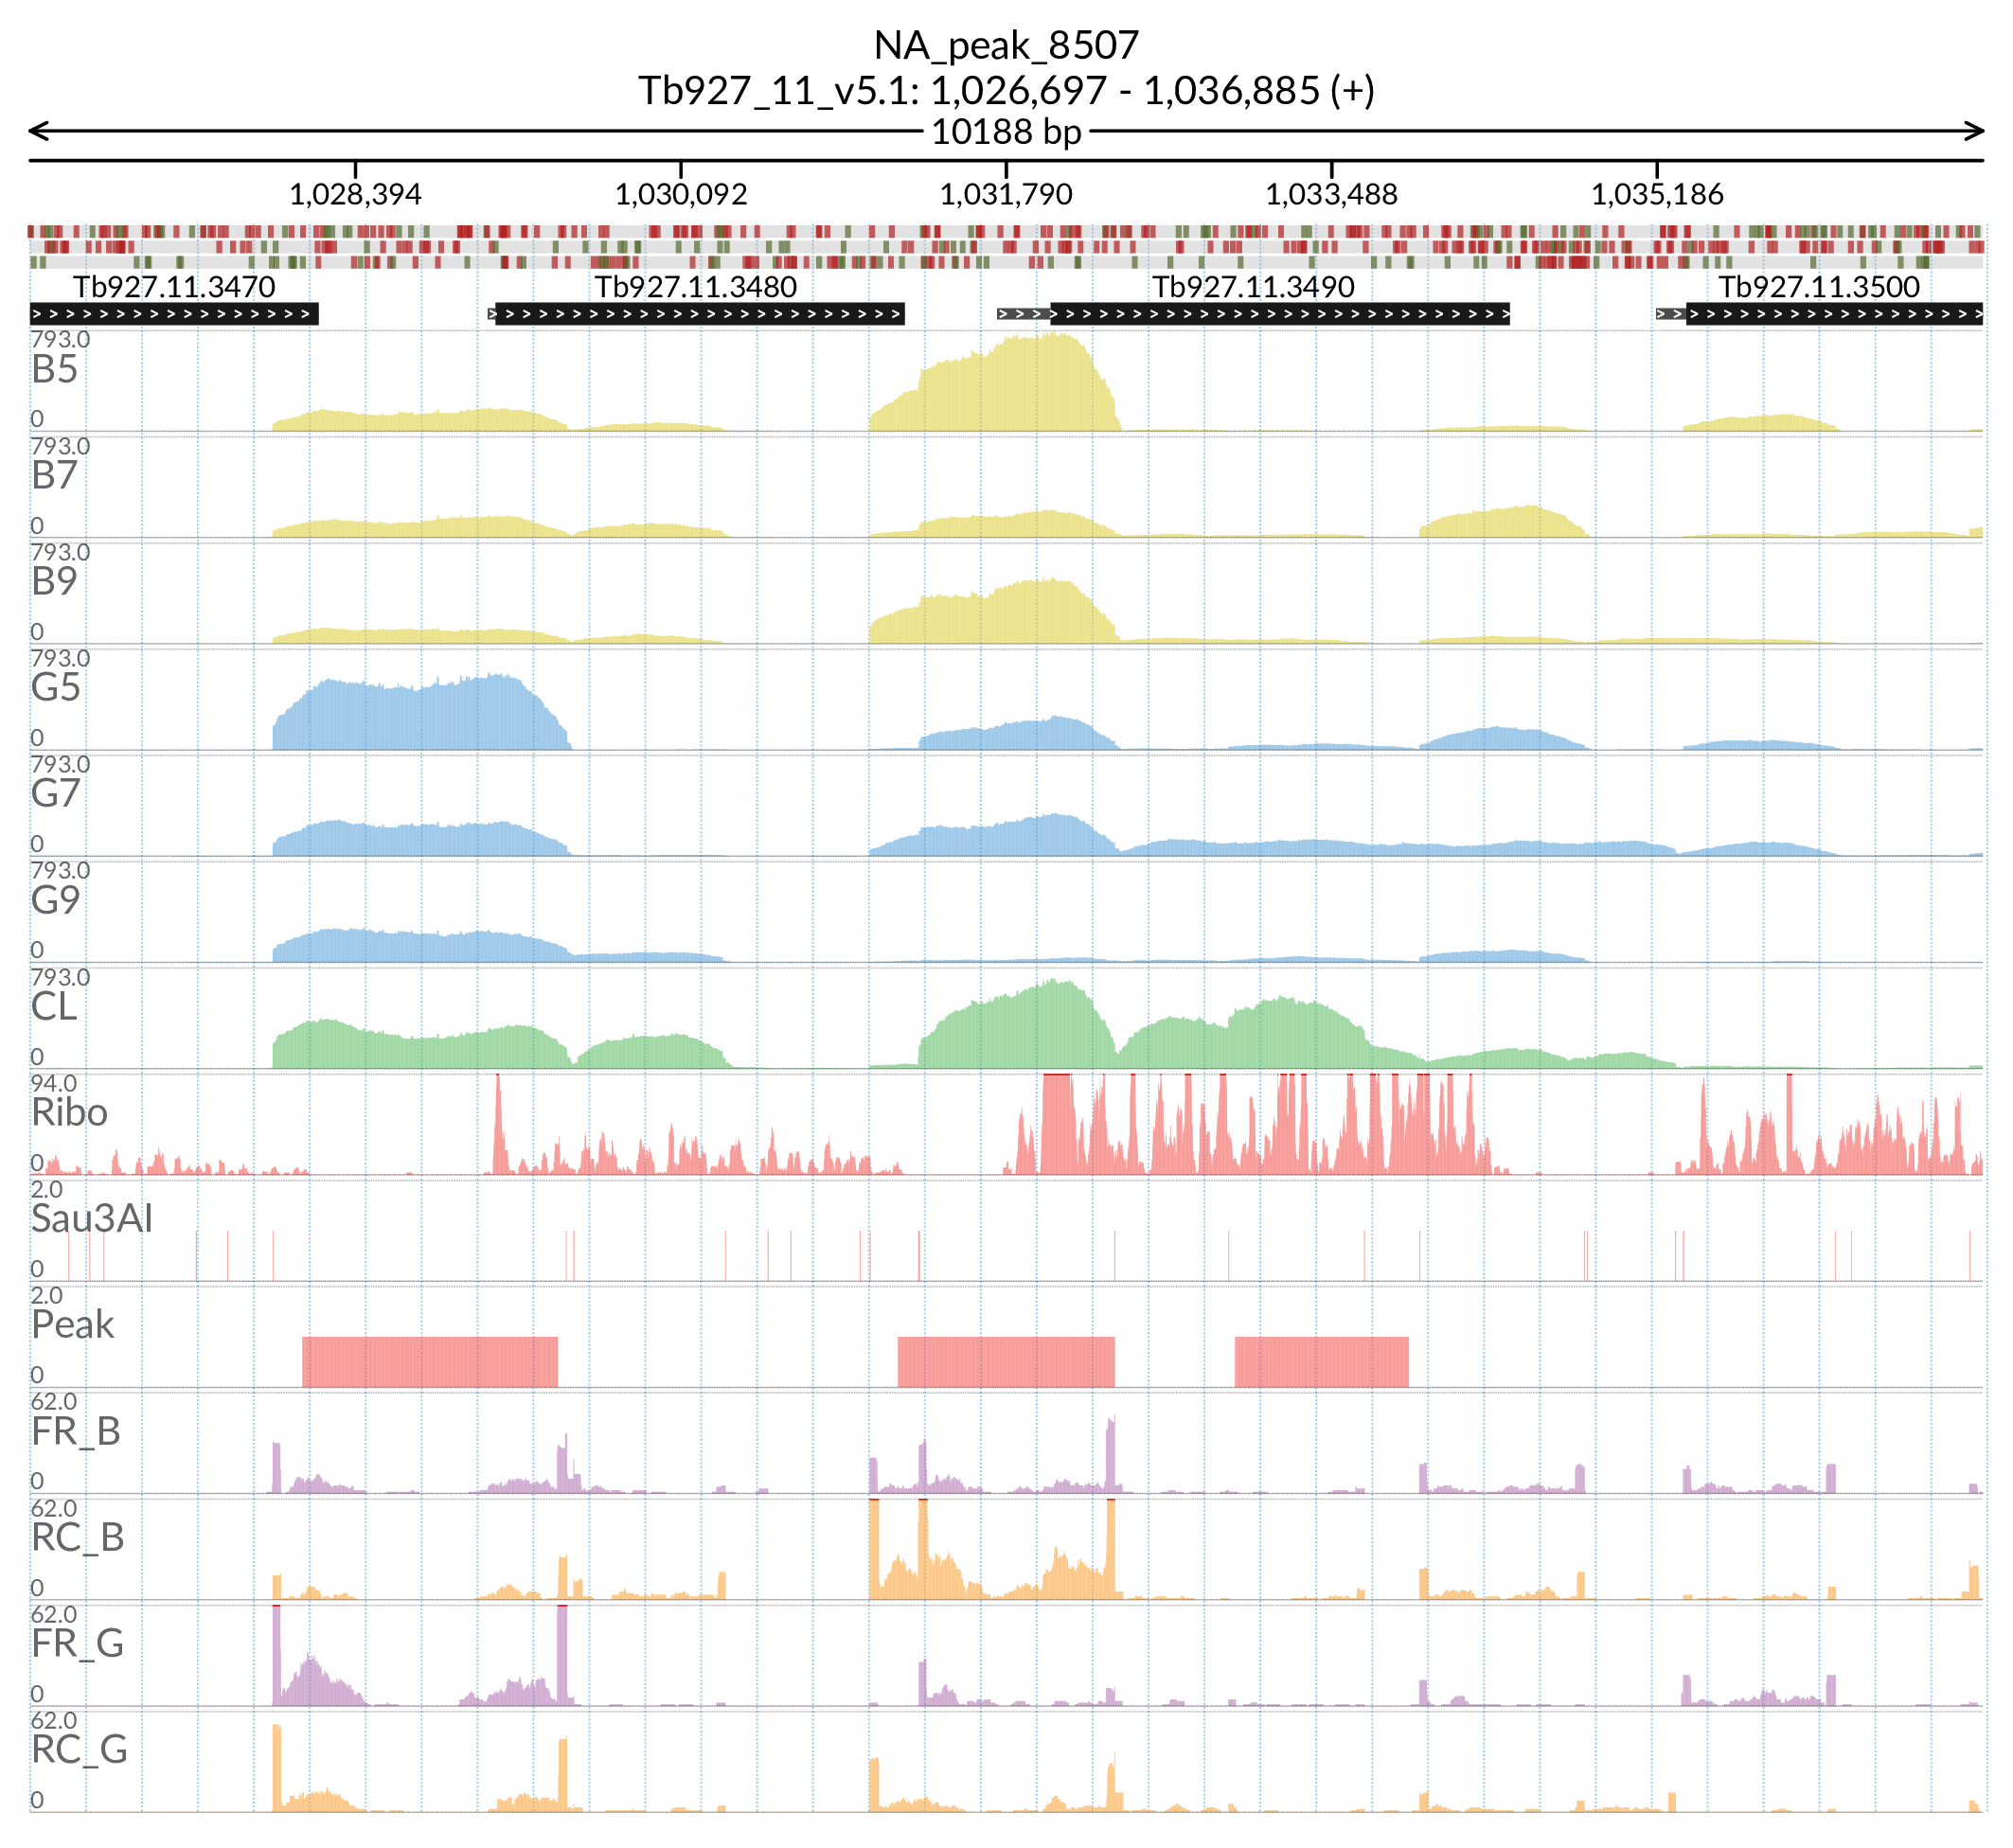 NA_peak_8507
Tb927_11_v5.1: 1,026,697 - 1,036,885 (+)
10188 bp
1,028,394 1,030,092 1,031,790 1,033,488 1,035,186
Tb927.11.3470 Tb927.11.3480 Tb927.11.3490 Tb927.11.3500
793.0
B5
0
793.0
B7
0
793.0
B9
0
793.0
G5
0
793.0
G7
0
793.0
G9
0
793.0
CL
0
94.0
Ribo
0
2.0
Sau3AI
0
2.0
Peak
0
62.0
FR_B
0
62.0
RC_B
0
62.0
FR_G
0
62.0
RC_G
0